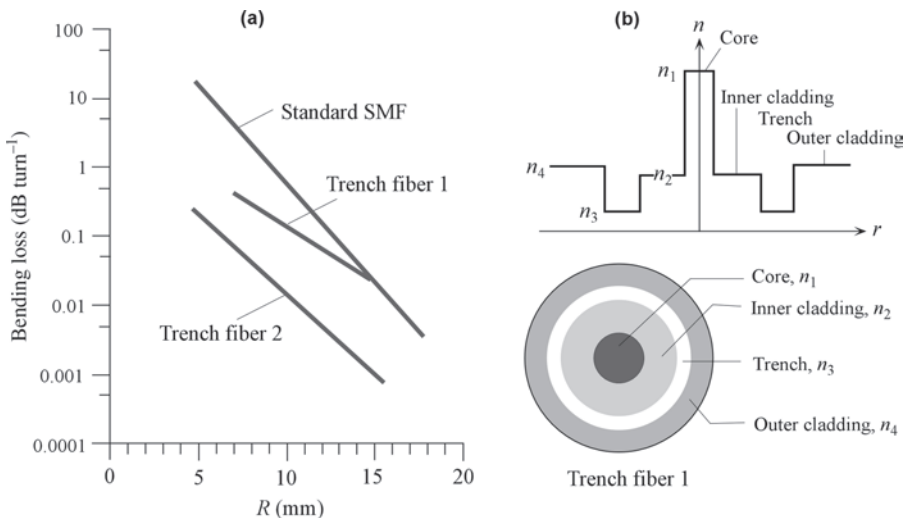 (a)
100
10
1
0.1
0.01
0.001
0.0001
Bending loss (dB turn⁻¹)
Standard SMF
Trench fiber 1
Trench fiber 2
0
5
10
15
20
R (mm)
(b)
n
Core
n₁
Inner cladding
Trench
Outer cladding
n₄
n₂
n₃
r
Core, n₁
Inner cladding, n₂
Trench, n₃
Outer cladding, n₄
Trench fiber 1